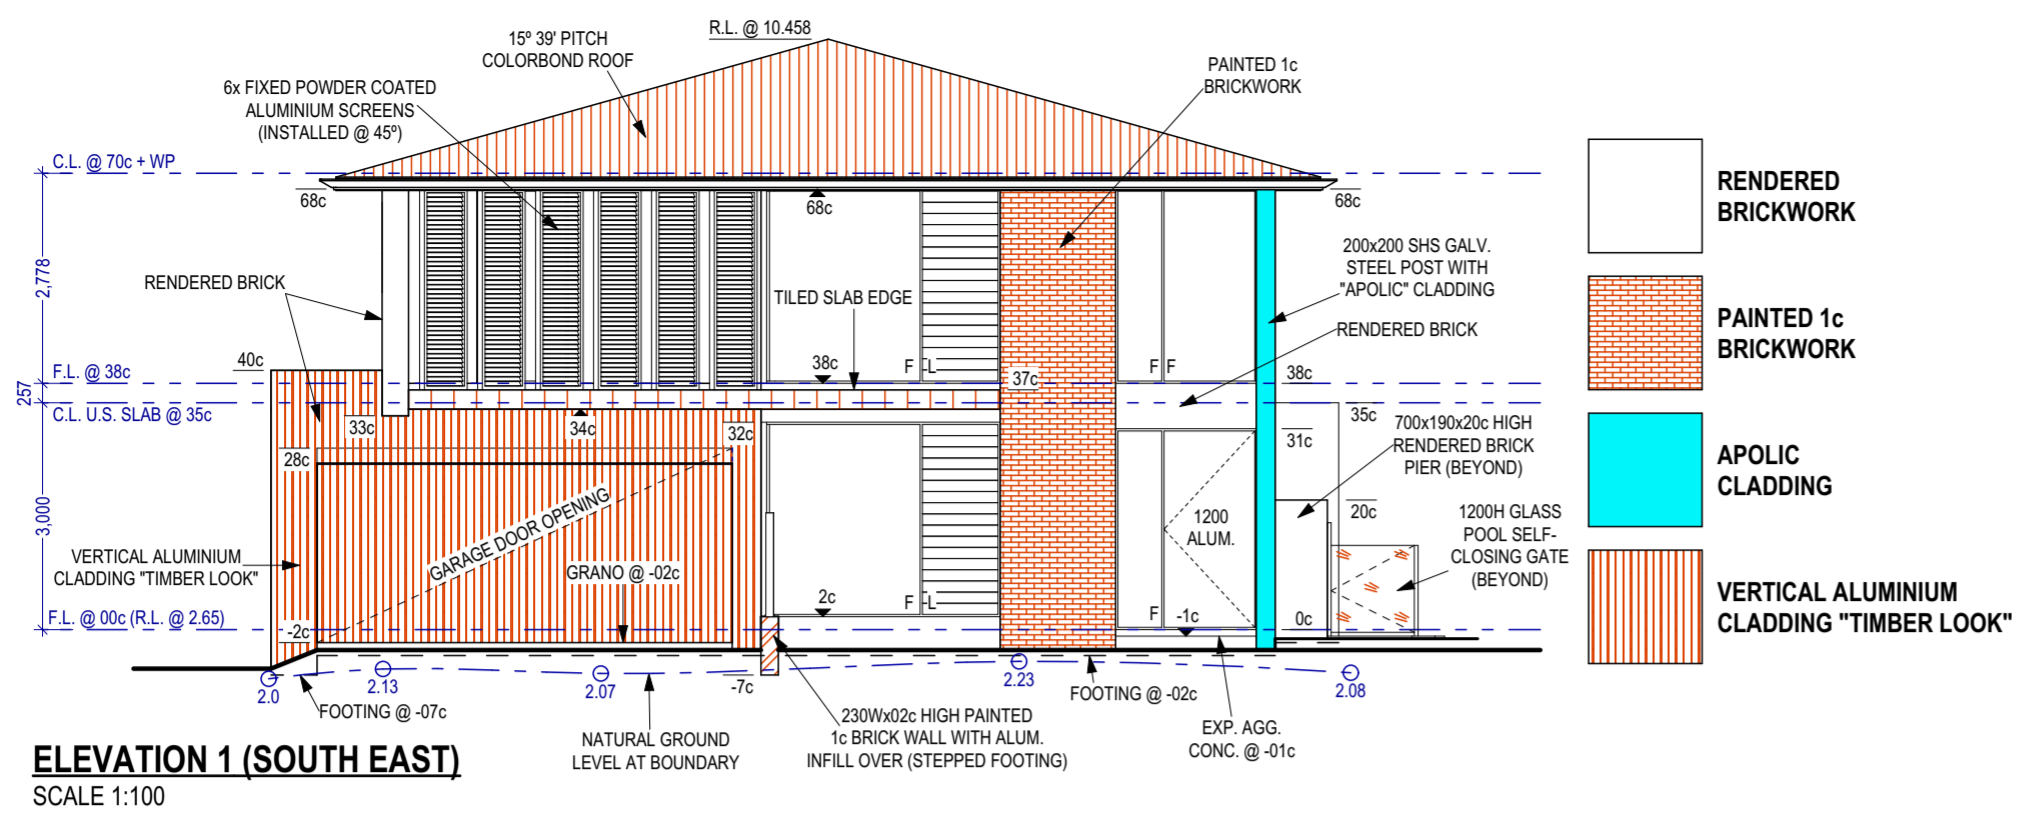 R.L. @ 10.458
15º 39' PITCH
COLORBOND ROOF
6x FIXED POWDER COATED
ALUMINIUM SCREENS
(INSTALLED @ 45º)
PAINTED 1c
BRICKWORK
C.L. @ 70c + WP
68c
68c
68c
2,778
RENDERED BRICK
TILED SLAB EDGE
200x200 SHS GALV.
STEEL POST WITH
"APOLIC" CLADDING
RENDERED BRICK
40c
F.L. @ 38c
38c
F
L
37c
F
F
38c
257
C.L. U.S. SLAB @ 35c
33c
34c
32c
35c
31c
700x190x20c HIGH
RENDERED BRICK
PIER (BEYOND)
28c
3,000
GARAGE DOOR OPENING
1200
ALUM.
20c
1200H GLASS
POOL SELF-
CLOSING GATE
(BEYOND)
VERTICAL ALUMINIUM
CLADDING "TIMBER LOOK"
GRANO @ -02c
2c
F
L
F
-1c
0c
F.L. @ 00c (R.L. @ 2.65)
-2c
2.0
2.13
2.07
-7c
2.23
2.08
FOOTING @ -07c
FOOTING @ -02c
NATURAL GROUND
LEVEL AT BOUNDARY
230Wx02c HIGH PAINTED
1c BRICK WALL WITH ALUM.
INFILL OVER (STEPPED FOOTING)
EXP. AGG.
CONC. @ -01c
ELEVATION 1 (SOUTH EAST)
SCALE 1:100
RENDERED
BRICKWORK
PAINTED 1c
BRICKWORK
APOLIC
CLADDING
VERTICAL ALUMINIUM
CLADDING "TIMBER LOOK"